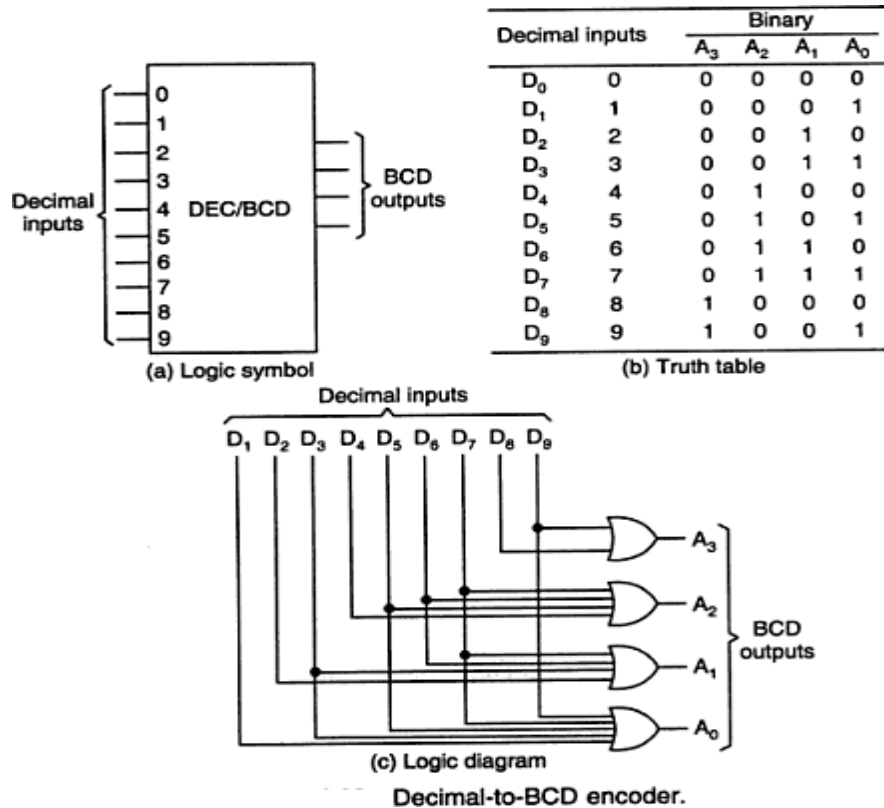 0
1
2
3
4
5
6
7
8
9
Decimal inputs
DEC/BCD
BCD outputs
(a) Logic symbol
Decimal inputs Binary
A3 A2 A1 A0
D0 0 0 0 0 0
D1 1 0 0 0 1
D2 2 0 0 1 0
D3 3 0 0 1 1
D4 4 0 1 0 0
D5 5 0 1 0 1
D6 6 0 1 1 0
D7 7 0 1 1 1
D8 8 1 0 0 0
D9 9 1 0 0 1
(b) Truth table
Decimal inputs
D1 D2 D3 D4 D5 D6 D7 D8 D9
A3
A2
A1
A0
BCD
outputs
(c) Logic diagram
Decimal-to-BCD encoder.